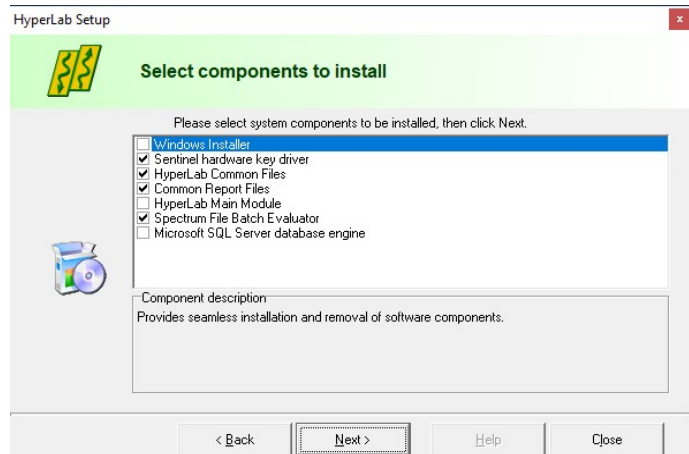 HyperLab Setup
x
Select components to install
Please select system components to be installed, then click Next.
Windows Installer
Sentinel hardware key driver
HyperLab Common Files
Common Report Files
HyperLab Main Module
Spectrum File Batch Evaluator
Microsoft SQL Server database engine
Component description
Provides seamless installation and removal of software components.
< Back
Next >
Help
Close